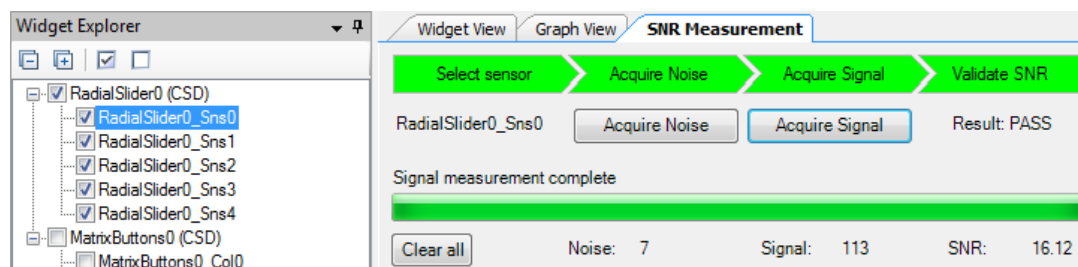 Widget Explorer
RadialSlider0 (CSD)
RadialSlider0_Sns0
RadialSlider0_Sns1
RadialSlider0_Sns2
RadialSlider0_Sns3
RadialSlider0_Sns4
MatrixButtons0 (CSD)
MatrixButtons0_Col0
Widget View Graph View SNR Measurement
Select sensor Acquire Noise Acquire Signal Validate SNR
RadialSlider0_Sns0 Acquire Noise Acquire Signal Result: PASS
Signal measurement complete
Clear all Noise: 7 Signal: 113 SNR: 16.12